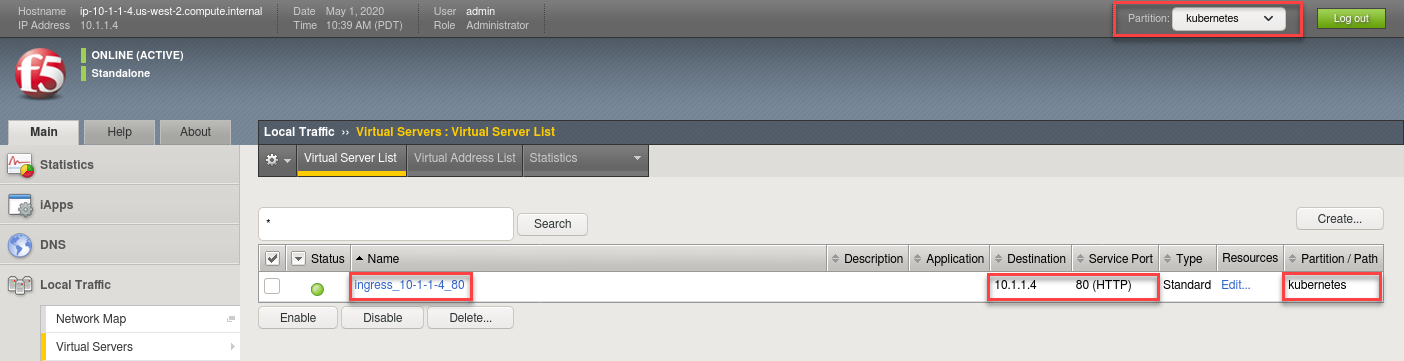 Hostname ip-10-1-1-4.us-west-2.compute.internal Date May 1, 2020 User admin
IP Address 10.1.1.4 Time 10:39 AM (PDT) Role Administrator
Partition: kubernetes Log out
f5
ONLINE (ACTIVE)
Standalone
Main Help About
Statistics
iApps
DNS
Local Traffic
Network Map
Virtual Servers
Local Traffic ›› Virtual Servers : Virtual Server List
Virtual Server List Virtual Address List Statistics
* Search Create...
Status Name Description Application Destination Service Port Type Resources Partition / Path
ingress_10-1-1-4_80 10.1.1.4 80 (HTTP) Standard Edit... kubernetes
Enable Disable Delete...